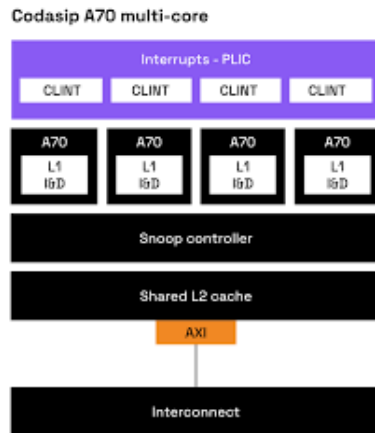 Codasip A70 multi-core
Interrupts - PLIC
CLINT CLINT CLINT CLINT
A70 A70 A70 A70
L1 L1 L1 L1
I&D I&D I&D I&D
Snoop controller
Shared L2 cache
AXI
Interconnect